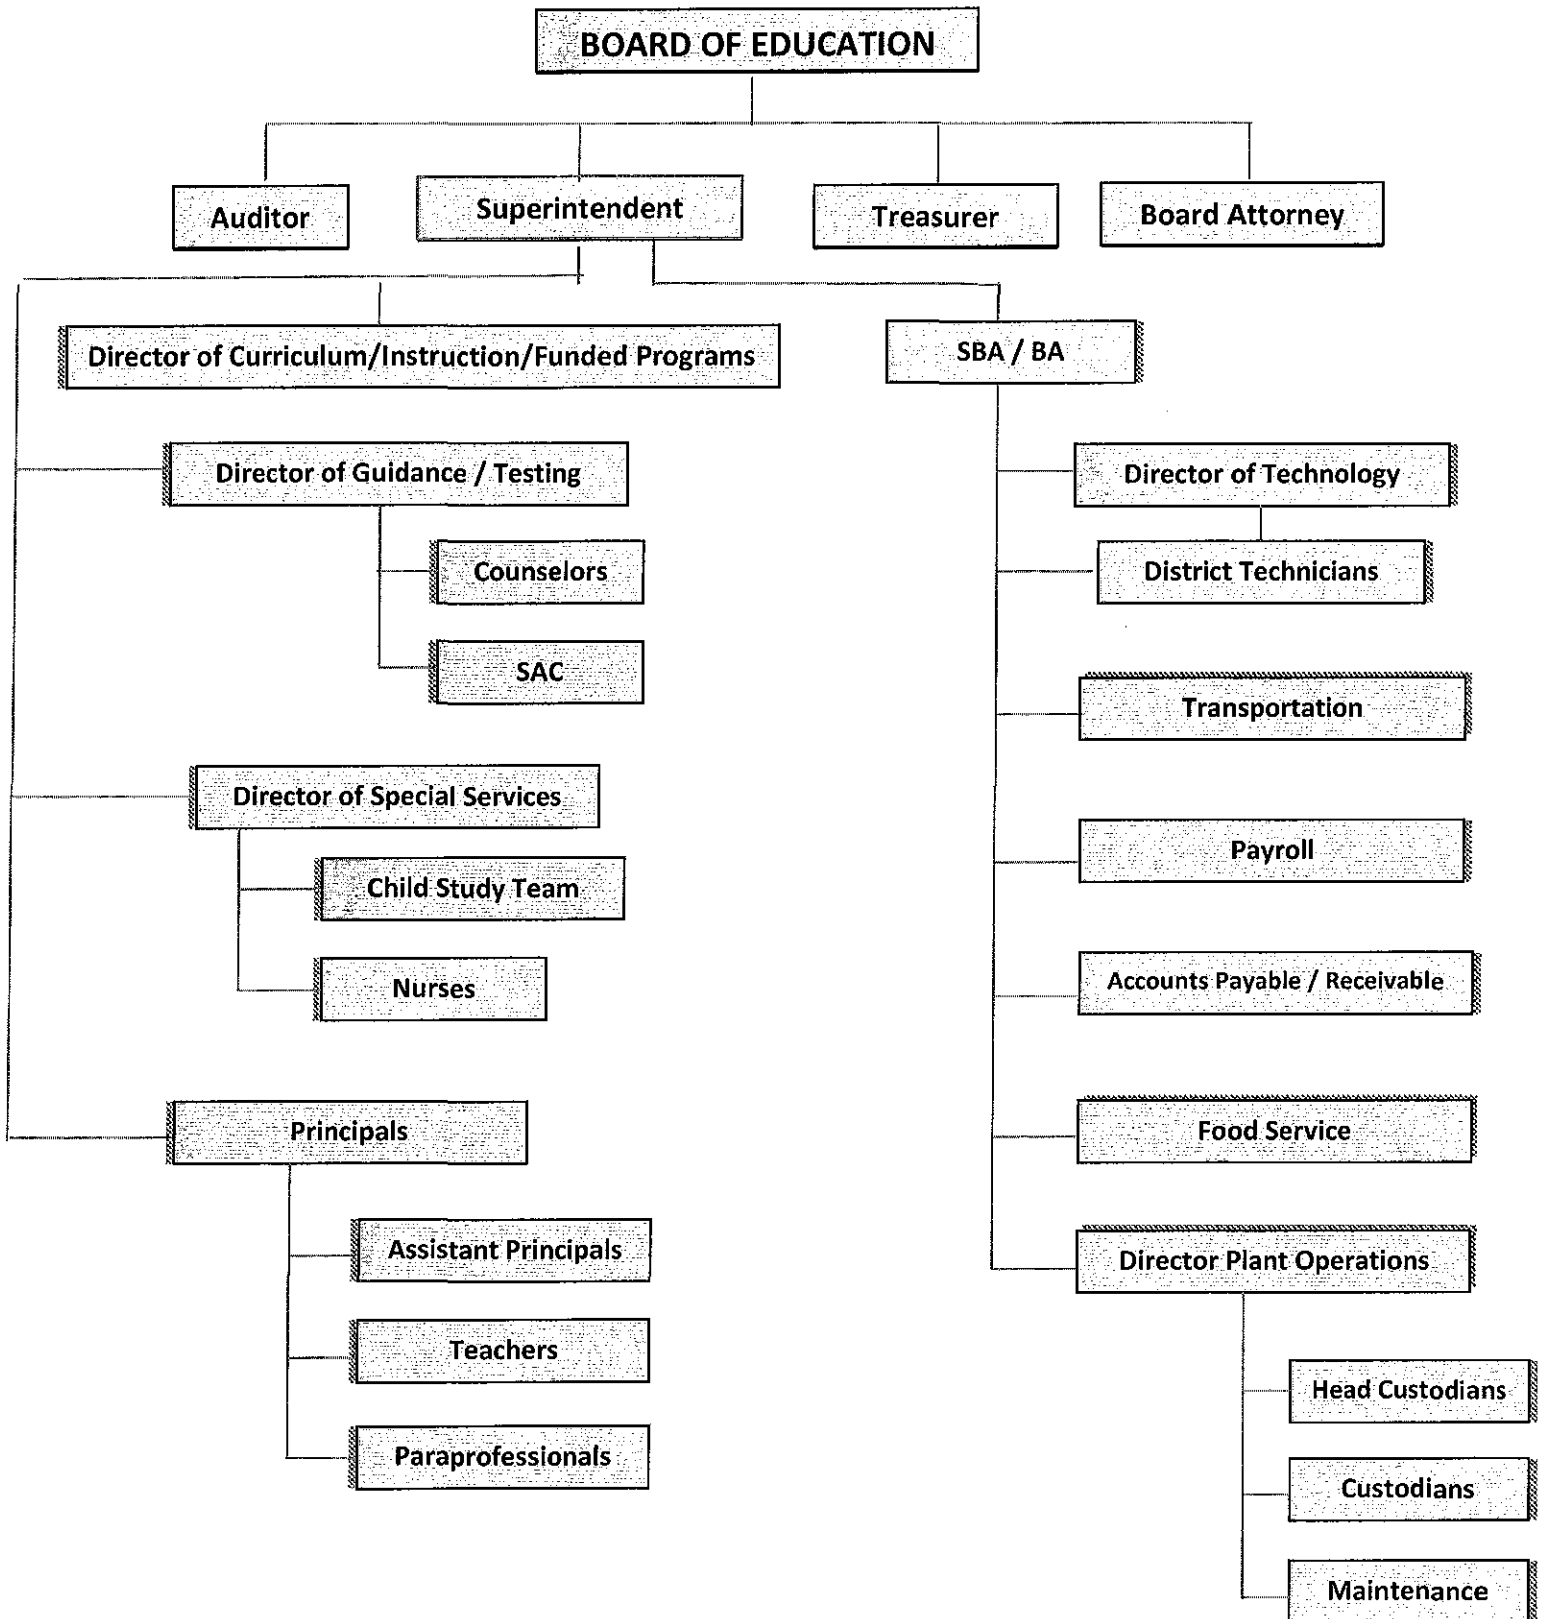 BOARD OF EDUCATION
Auditor
Superintendent
Treasurer
Board Attorney
Director of Curriculum/Instruction/Funded Programs
SBA / BA
Director of Guidance / Testing
Director of Technology
Counselors
District Technicians
SAC
Transportation
Director of Special Services
Payroll
Child Study Team
Nurses
Accounts Payable / Receivable
Principals
Food Service
Assistant Principals
Director Plant Operations
Teachers
Head Custodians
Paraprofessionals
Custodians
Maintenance